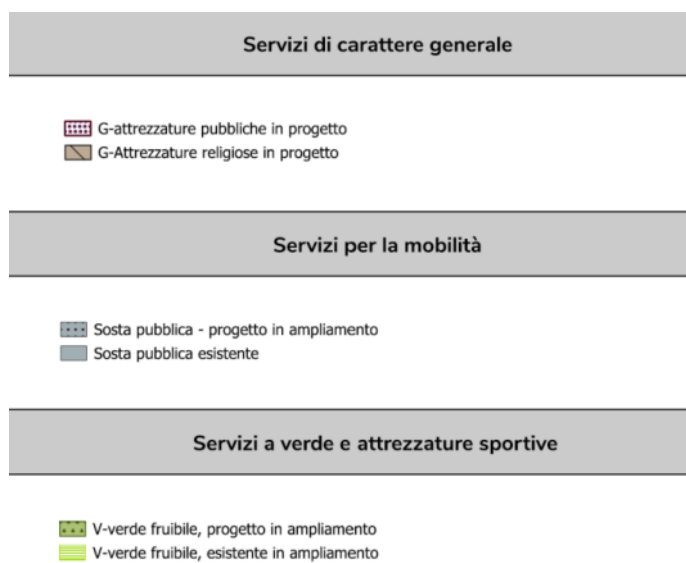 Servizi di carattere generale
G-attrezzature pubbliche in progetto
G-Attrezzature religiose in progetto
Servizi per la mobilità
Sosta pubblica - progetto in ampliamento
Sosta pubblica esistente
Servizi a verde e attrezzature sportive
V-verde fruibile, progetto in ampliamento
V-verde fruibile, esistente in ampliamento